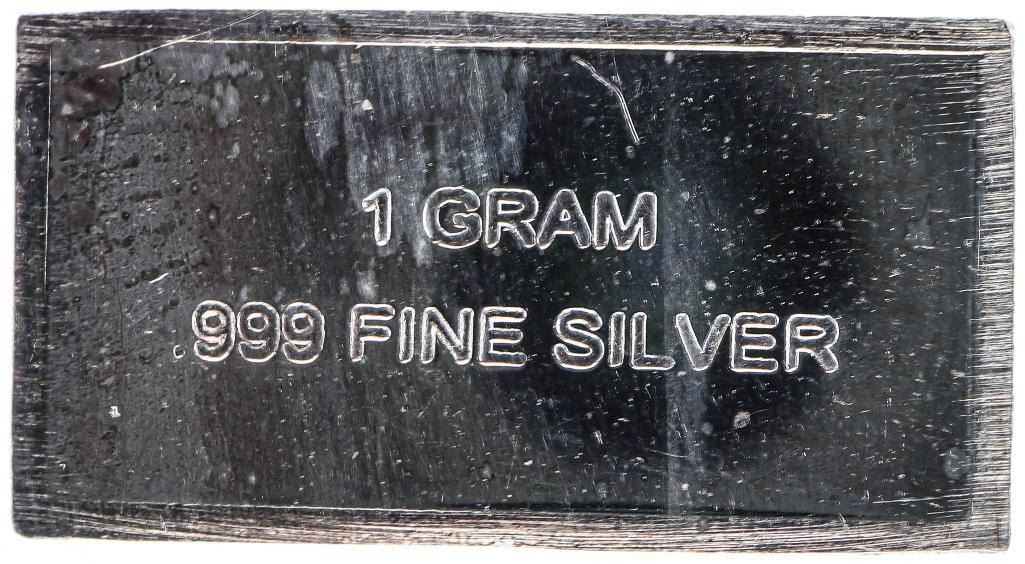 1 GRAM
999 FINE SILVER